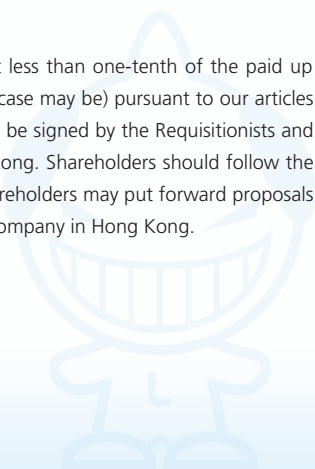 less than one-tenth of the paid up
case may be) pursuant to our articles
be signed by the Requisitionists and
ong. Shareholders should follow the
reholders may put forward proposals
ompany in Hong Kong.
L